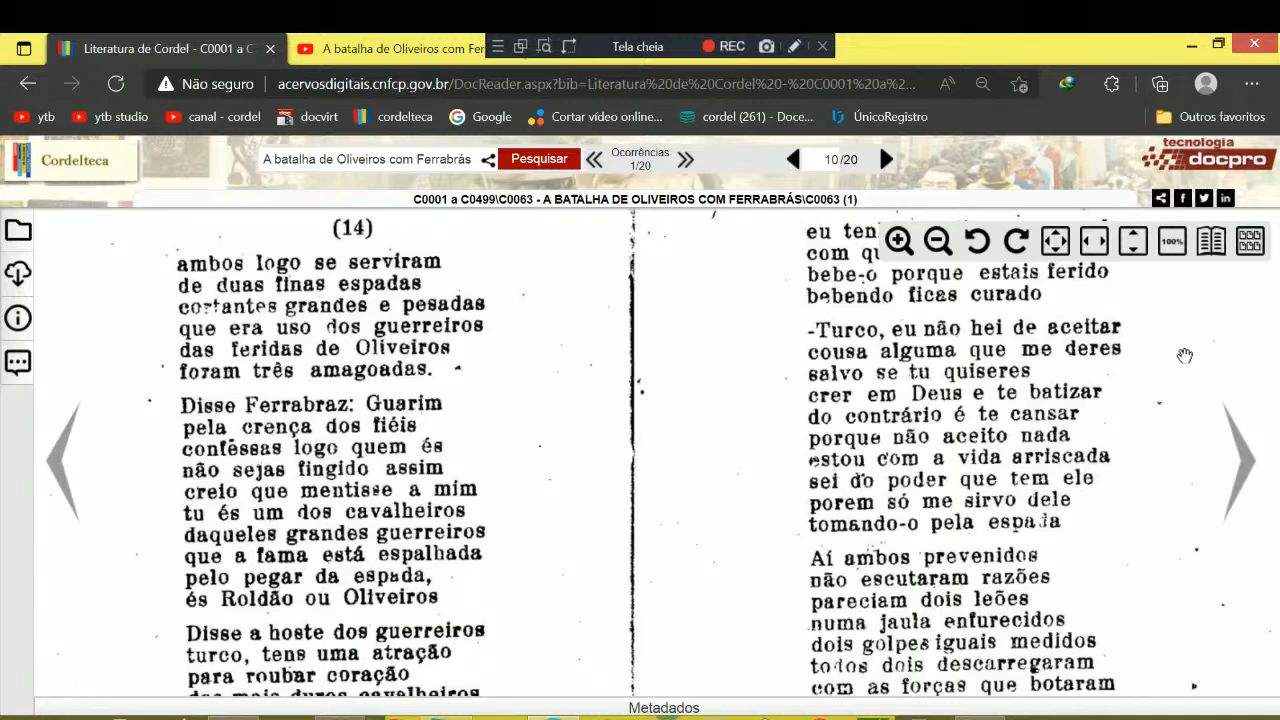 Literatura de Cordel - C0001 a C
A batalha de Oliveiros com Fer
Tela cheia
REC
Não seguro
acervosdigitais.cnfcp.gov.br/DocReader.aspx?bib=Literatura%20de%20Cordel%20-%20C0001%20a%2...
ytb
ytb studio
canal - cordel
docvirt
cordelteca
Google
Cortar vídeo online...
cordel (261) - Doce...
ÚnicoRegistro
Outros favoritos
Cordelteca
A batalha de Oliveiros com Ferrabrás
Pesquisar
Ocorrências
1/20
10/20
tecnologia
docpro
C0001 a C0499\C0063 - A BATALHA DE OLIVEIROS COM FERRABRÁS\C0063 (1)
100%
(14)
ambos logo se serviram
de duas finas espadas
cortantes grandes e pesadas
que era uso dos guerreiros
das feridas de Oliveiros
foram três amagoadas.
Disse Ferrabraz: Guarim
pela crença dos fiéis
confêssas logo quem és
não sejas fingido assim
creio que mentisse a mim
tu és um dos cavalheiros
daqueles grandes guerreiros
que a fama está espalhada
pelo pegar da espada,
és Roldão ou Oliveiros
Disse a hoste dos guerreiros
turco, tens uma atração
para roubar coração
dos mais duros cavalheiros
eu ten
com qu
bebe-o porque estais ferido
bebendo ficas curado
-Turco, eu não hei de aceitar
cousa alguma que me deres
salvo se tu quiseres
crer em Deus e te batizar
do contrário é te cansar
porque não aceito nada
estou com a vida arriscada
sei do poder que tem ele
porem só me sirvo dele
tomando-o pela espada
Aí ambos prevenidos
não escutaram razões
pareciam dois leões
numa jaula enfurecidos
dois golpes iguais medidos
todos dois descarregaram
com as forças que botaram
Metadados